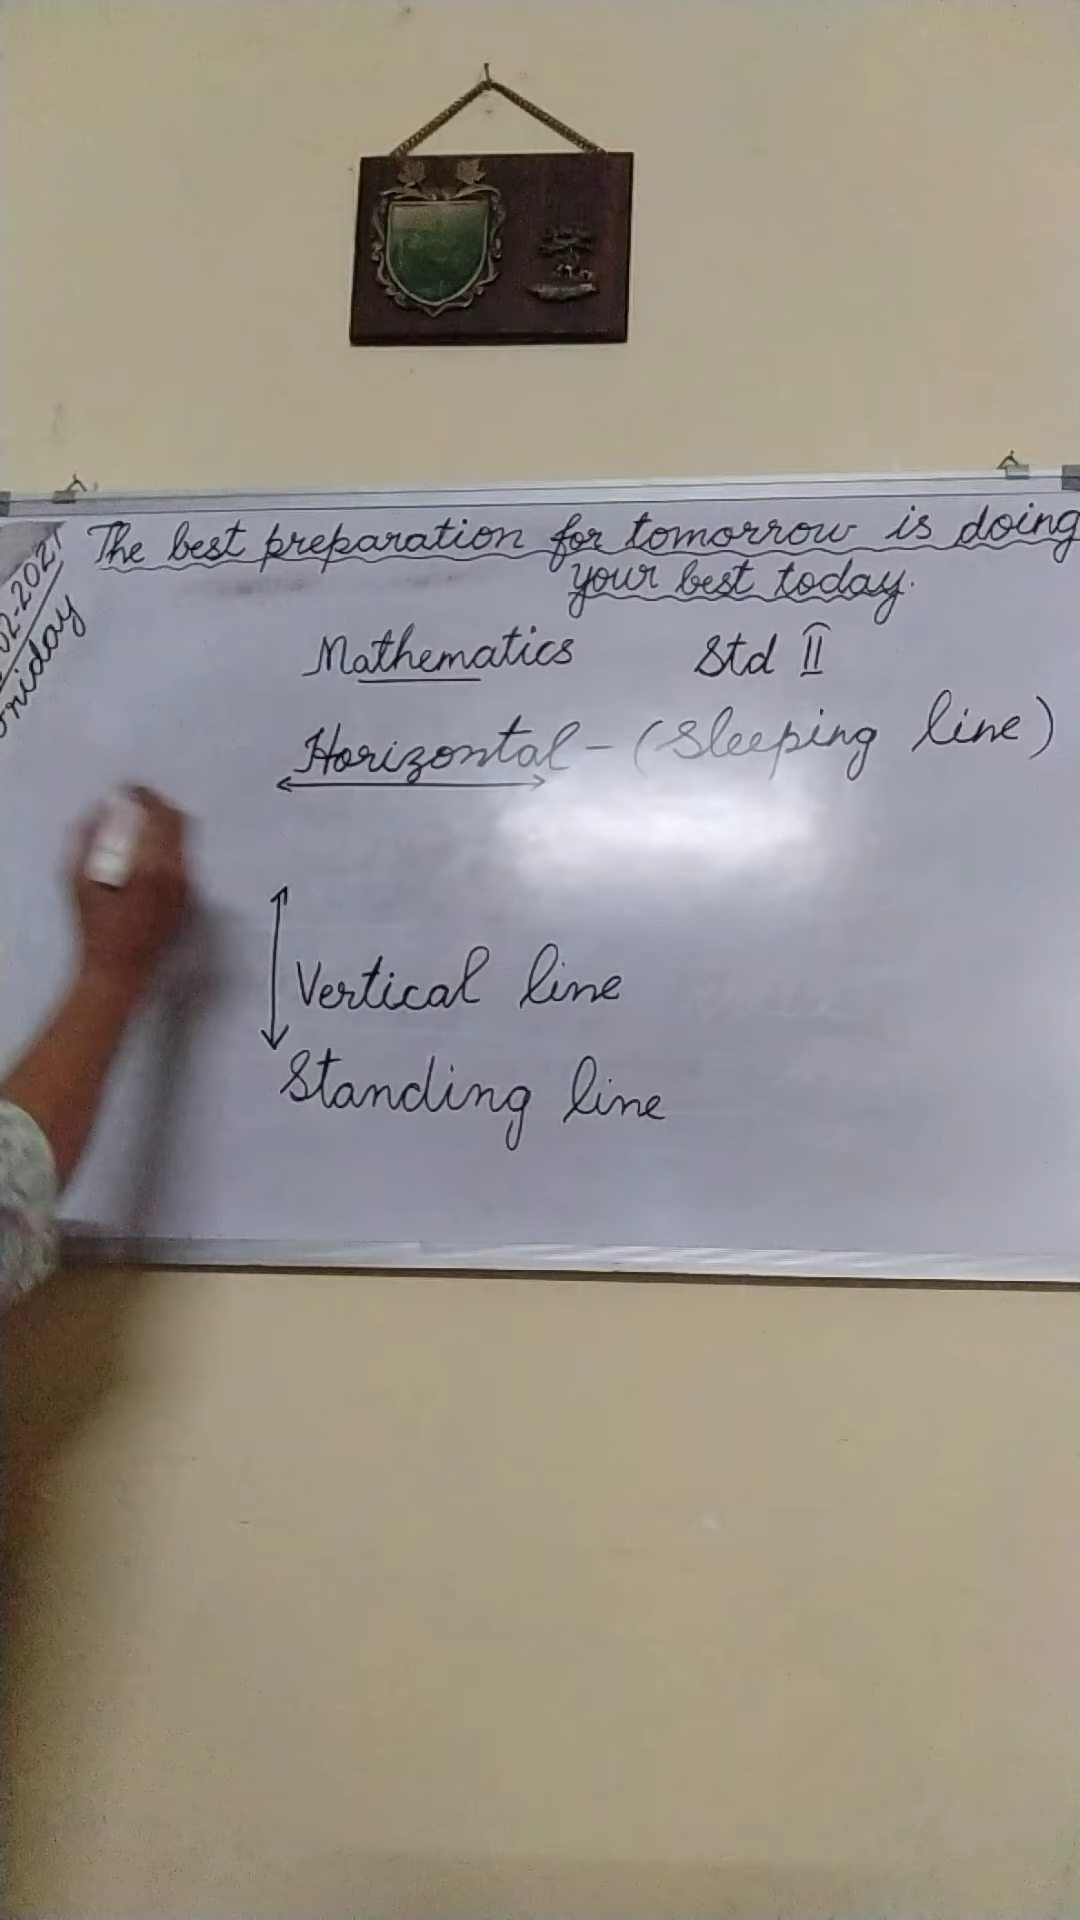 02-2021
The best preparation for tomorrow is doing
your best today.
Mathematics Std II
Horizontal - (Sleeping line)
Vertical line
Standing line